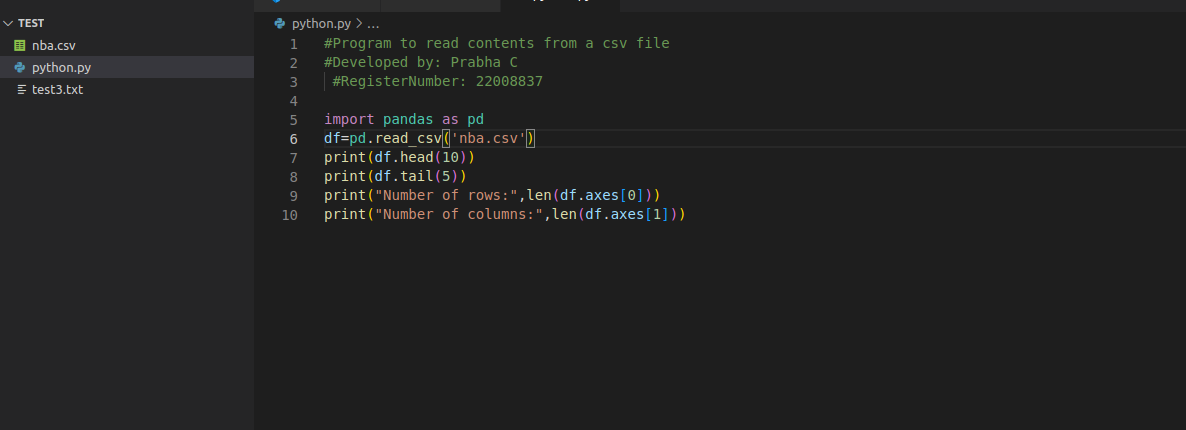 TEST
nba.csv
python.py
test3.txt
python.py > ...
1 #Program to read contents from a csv file
2 #Developed by: Prabha C
3  #RegisterNumber: 22008837
4
5 import pandas as pd
6 df=pd.read_csv('nba.csv')
7 print(df.head(10))
8 print(df.tail(5))
9 print("Number of rows:",len(df.axes[0]))
10 print("Number of columns:",len(df.axes[1]))